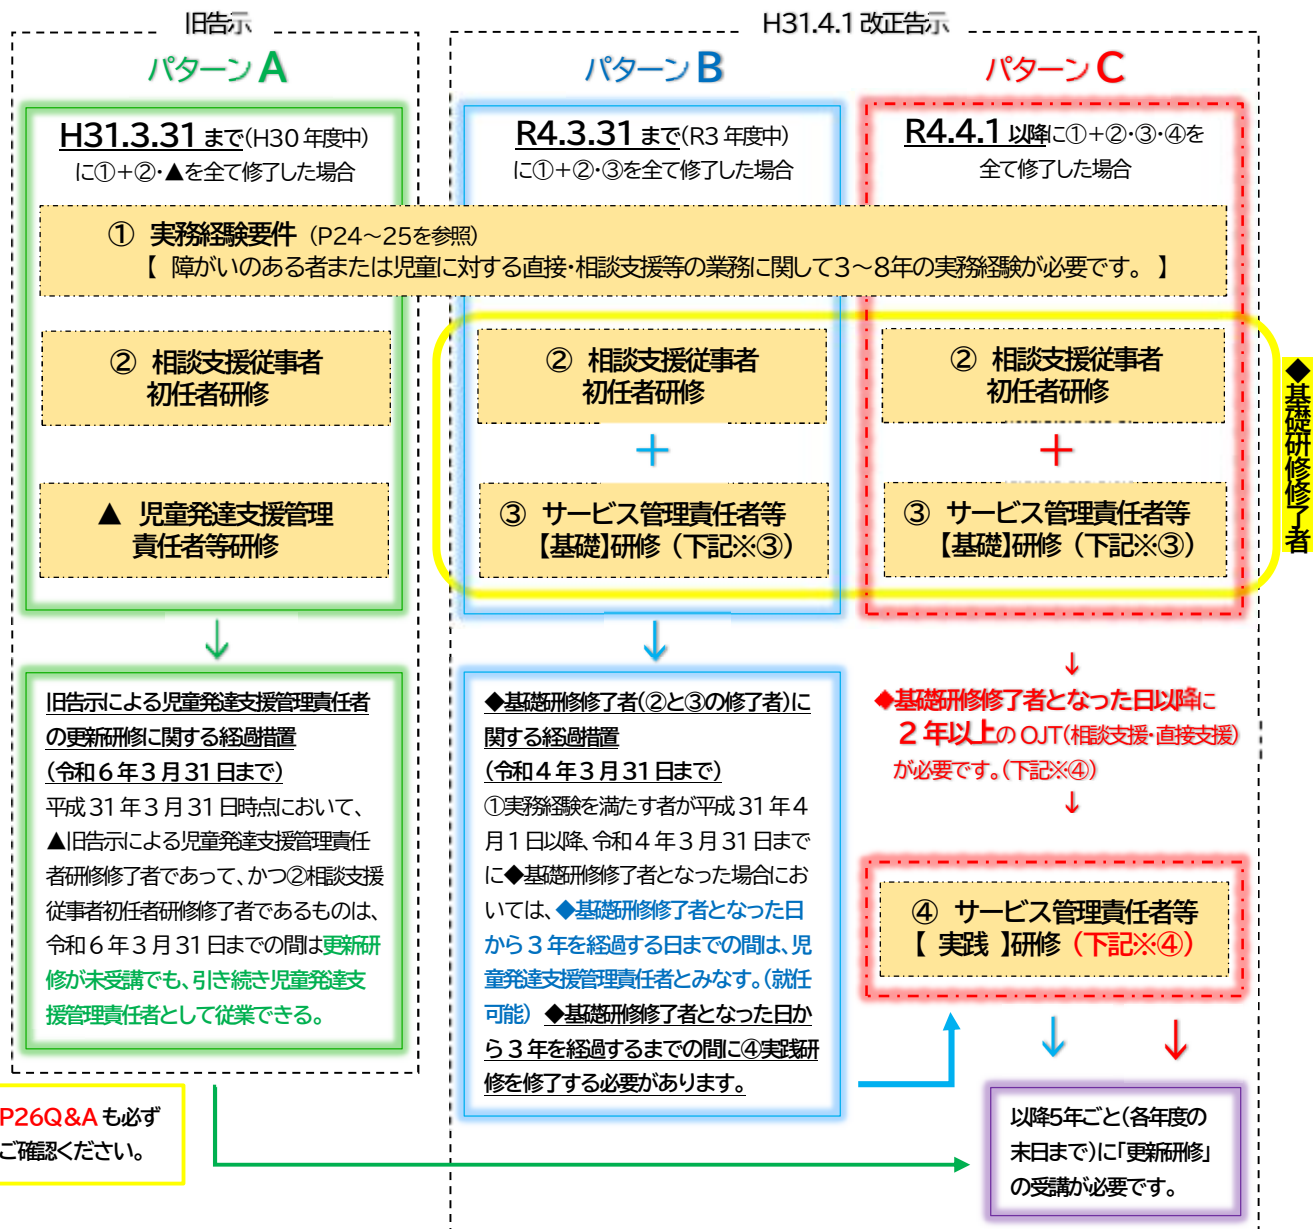 旧告示
H31.4.1 改正告示
パターン A
パターン B
パターン C
H31.3.31 まで(H30 年度中)
に①+②・▲を全て修了した場合
R4.3.31 まで(R3 年度中)
に①+②・③を全て修了した場合
R4.4.1 以降に①+②・③・④を
全て修了した場合
① 実務経験要件 (P24~25を参照)
【 障がいのある者または児童に対する直接・相談支援等の業務に関して3~8年の実務経験が必要です。 】
② 相談支援従事者
初任者研修
▲ 児童発達支援管理
責任者等研修
② 相談支援従事者
初任者研修
+
③ サービス管理責任者等
【基礎】研修 (下記※③)
② 相談支援従事者
初任者研修
+
③ サービス管理責任者等
【基礎】研修 (下記※③)
◆基礎研修修了者
↓
旧告示による児童発達支援管理責任者
の更新研修に関する経過措置
(令和6年3月31日まで)
平成31年3月31日時点において、
▲旧告示による児童発達支援管理責任
者研修修了者であって、かつ②相談支援
従事者初任者研修修了者であるものは、
令和6年3月31日までの間は更新研
修が未受講でも、引き続き児童発達支
援管理責任者として従業できる。
↓
◆基礎研修修了者(②と③の修了者)に
関する経過措置
(令和4年3月31日まで)
①実務経験を満たす者が平成31年4
月1日以降、令和4年3月31日まで
に◆基礎研修修了者となった場合にお
いては、◆基礎研修修了者となった日
から3年を経過する日までの間は、児
童発達支援管理責任者とみなす。(就任
可能) ◆基礎研修修了者となった日か
ら3年を経過するまでの間に④実践研
修を修了する必要があります。
↓
◆基礎研修修了者となった日以降に
2年以上の OJT(相談支援・直接支援)
が必要です。(下記※④)
↓
④ サービス管理責任者等
【 実践 】研修 (下記※④)
↓ ↓
P26Q&A も必ず
ご確認ください。
以降5年ごと(各年度の
末日まで)に「更新研修」
の受講が必要です。